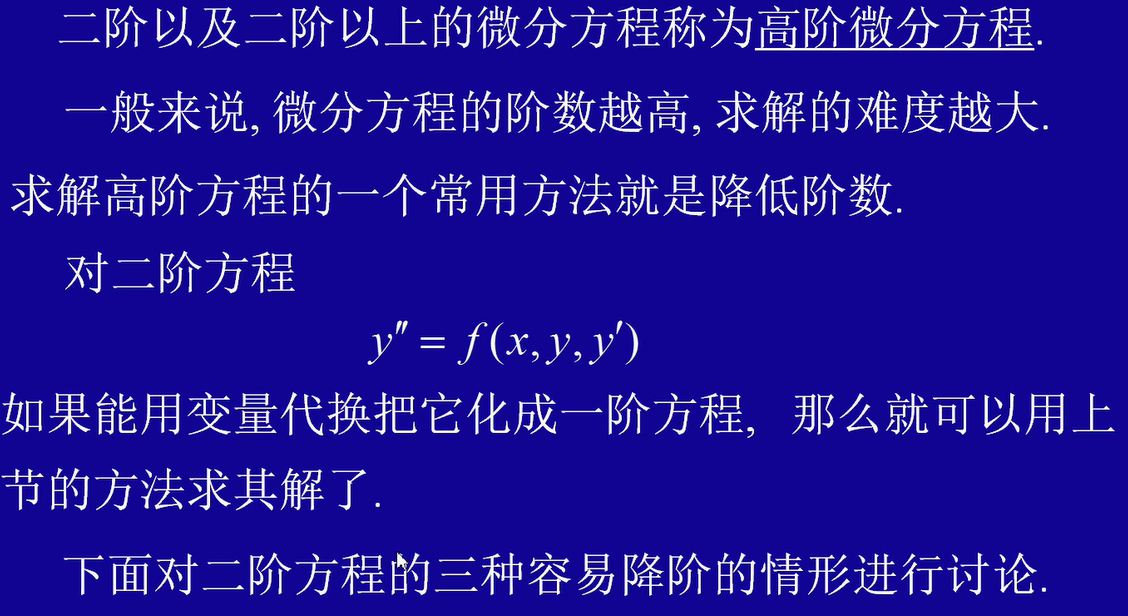 二阶以及二阶以上的微分方程称为高阶微分方程.
一般来说, 微分方程的阶数越高, 求解的难度越大.
求解高阶方程的一个常用方法就是降低阶数.
对二阶方程
y″ = f(x, y, y′)
如果能用变量代换把它化成一阶方程, 那么就可以用上
节的方法求其解了.
下面对二阶方程的三种容易降阶的情形进行讨论.